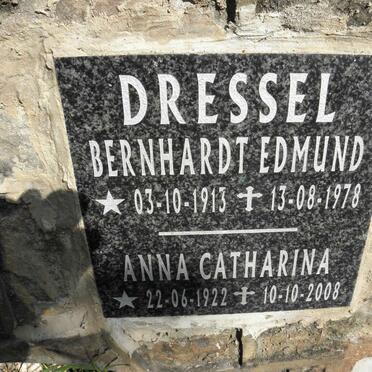 DRESSEL
BERNHARDT EDMUND
★ 03-10-1913 ✝ 13-08-1978
ANNA CATHARINA
★ 22-06-1922 ✝ 10-10-2008